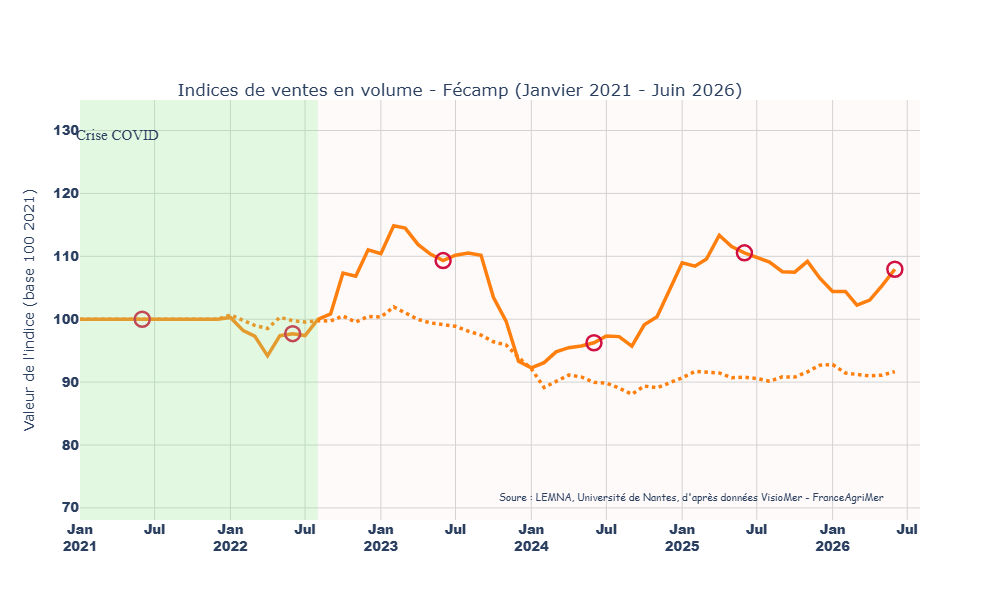 Indices de ventes en volume - Fécamp (Janvier 2021 - Juin 2026)
Valeur de l'indice (base 100 2021)
130
120
110
100
90
80
70
Crise COVID
Soure : LEMNA, Université de Nantes, d'après données VisioMer - FranceAgriMer
Jan Jul Jan Jul Jan Jul Jan Jul Jan Jul Jan Jul
2021 2022 2023 2024 2025 2026